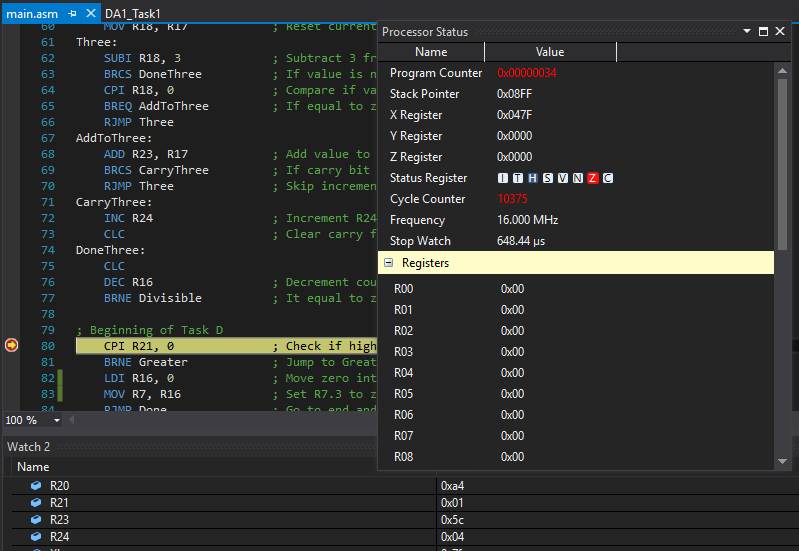 main.asm DA1_Task1
60 MOV R18, R17 ; Reset current
61 Three:
62 SUBI R18, 3 ; Subtract 3 fr
63 BRCS DoneThree ; If value is n
64 CPI R18, 0 ; Compare if va
65 BREQ AddToThree ; If equal to z
66 RJMP Three
67 AddToThree:
68 ADD R23, R17 ; Add value to
69 BRCS CarryThree ; If carry bit
70 RJMP Three ; Skip incremen
71 CarryThree:
72 INC R24 ; Increment R24
73 CLC ; Clear carry f
74 DoneThree:
75 CLC
76 DEC R16 ; Decrement cou
77 BRNE Divisible ; It equal to z
78
79 ; Beginning of Task D
80 CPI R21, 0 ; Check if high
81 BRNE Greater ; Jump to Great
82 LDI R16, 0 ; Move zero int
83 MOV R7, R16 ; Set R7.3 to z
84 RJMP Done ; Go to end and
100 %
Processor Status
Name Value
Program Counter 0x00000034
Stack Pointer 0x08FF
X Register 0x047F
Y Register 0x0000
Z Register 0x0000
Status Register I T H S V N Z C
Cycle Counter 10375
Frequency 16.000 MHz
Stop Watch 648.44 µs
Registers
R00 0x00
R01 0x00
R02 0x00
R03 0x00
R04 0x00
R05 0x00
R06 0x00
R07 0x00
R08 0x00
Watch 2
Name
R20 0xa4
R21 0x01
R23 0x5c
R24 0x04